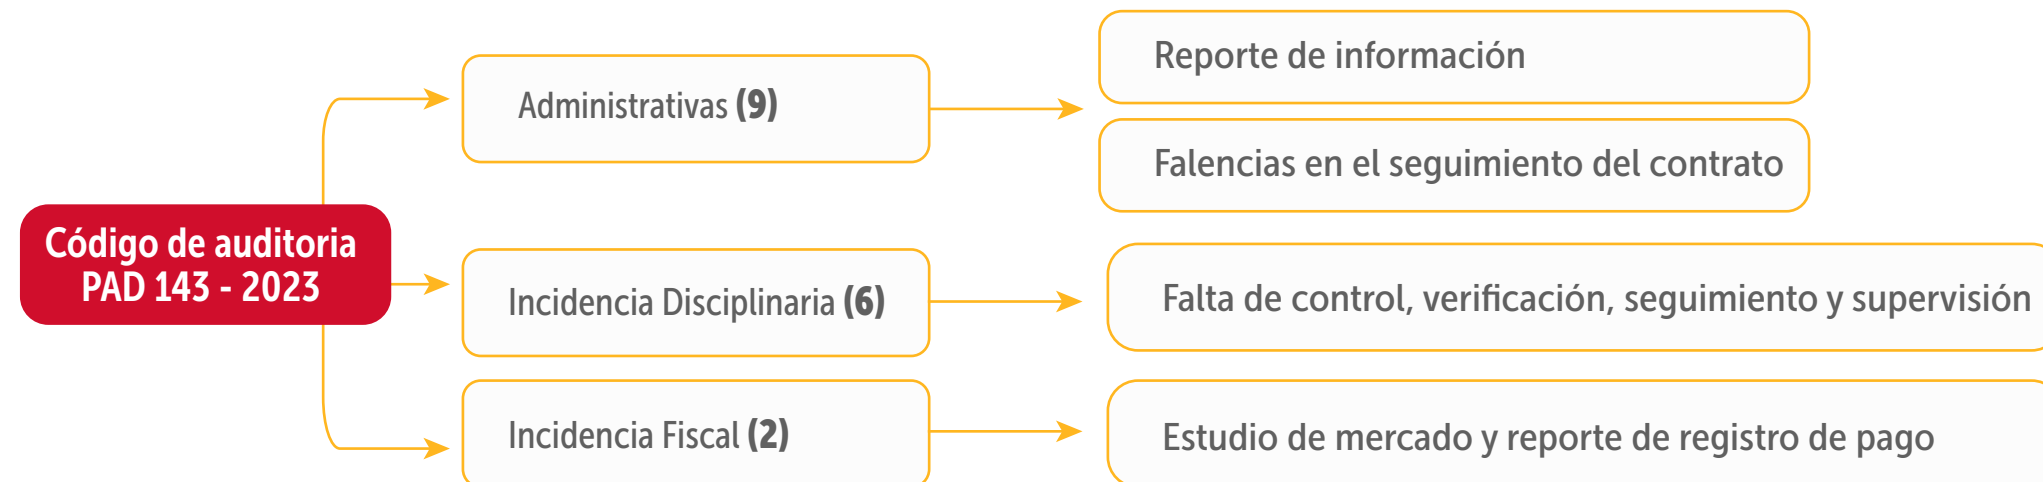 Código de auditoria
PAD 143 - 2023
Administrativas (9)
Reporte de información
Falencias en el seguimiento del contrato
Incidencia Disciplinaria (6)
Falta de control, verificación, seguimiento y supervisión
Incidencia Fiscal (2)
Estudio de mercado y reporte de registro de pago